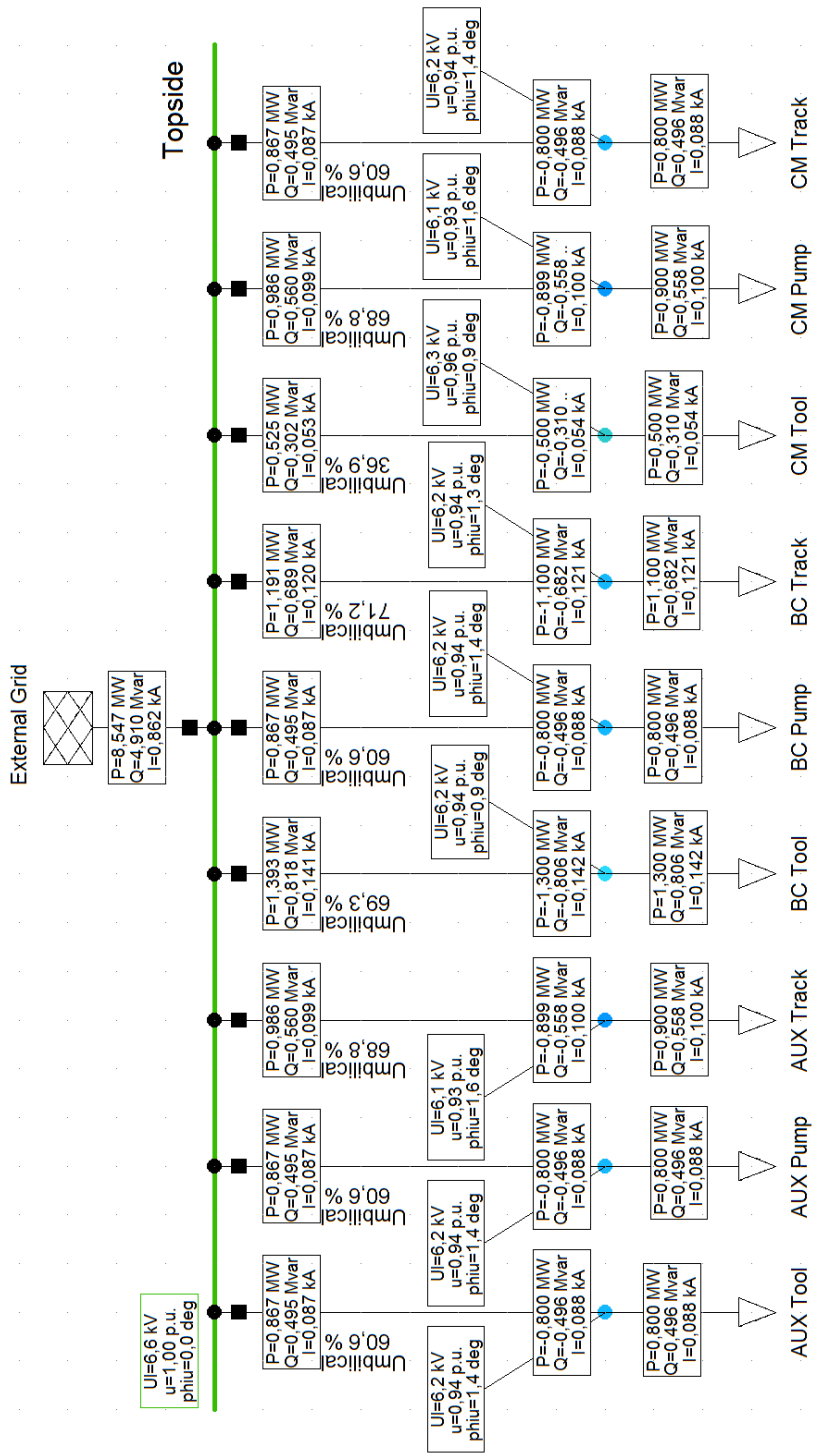 External Grid
P=8,547 MW
Q=4,910 Mvar
I=0,862 kA
Ul=6,6 kV
u=1,00 p.u.
phiu=0,0 deg
Topside
P=0,867 MW
Q=0,495 Mvar
I=0,087 kA
Umbilical
60,6 %
Ul=6,2 kV
u=0,94 p.u.
phiu=1,4 deg
P=-0,800 MW
Q=-0,496 Mvar
I=0,088 kA
P=0,800 MW
Q=0,496 Mvar
I=0,088 kA
AUX Tool
P=0,867 MW
Q=0,495 Mvar
I=0,087 kA
Umbilical
60,6 %
Ul=6,2 kV
u=0,94 p.u.
phiu=1,4 deg
P=-0,800 MW
Q=-0,496 Mvar
I=0,088 kA
P=0,800 MW
Q=0,496 Mvar
I=0,088 kA
AUX Pump
P=0,986 MW
Q=0,560 Mvar
I=0,099 kA
Umbilical
68,8 %
Ul=6,1 kV
u=0,93 p.u.
phiu=1,6 deg
P=-0,899 MW
Q=-0,558 Mvar
I=0,100 kA
P=0,900 MW
Q=0,558 Mvar
I=0,100 kA
AUX Track
P=1,393 MW
Q=0,818 Mvar
I=0,141 kA
Umbilical
69,3 %
Ul=6,2 kV
u=0,94 p.u.
phiu=0,9 deg
P=-1,300 MW
Q=-0,806 Mvar
I=0,142 kA
P=1,300 MW
Q=0,806 Mvar
I=0,142 kA
BC Tool
P=0,867 MW
Q=0,495 Mvar
I=0,087 kA
Umbilical
60,6 %
Ul=6,2 kV
u=0,94 p.u.
phiu=1,4 deg
P=-0,800 MW
Q=-0,496 Mvar
I=0,088 kA
P=0,800 MW
Q=0,496 Mvar
I=0,088 kA
BC Pump
P=1,191 MW
Q=0,689 Mvar
I=0,120 kA
Umbilical
71,2 %
Ul=6,2 kV
u=0,94 p.u.
phiu=1,3 deg
P=-1,100 MW
Q=-0,682 Mvar
I=0,121 kA
P=1,100 MW
Q=0,682 Mvar
I=0,121 kA
BC Track
P=0,525 MW
Q=0,302 Mvar
I=0,053 kA
Umbilical
36,9 %
Ul=6,3 kV
u=0,96 p.u.
phiu=0,9 deg
P=-0,500 MW
Q=-0,310 ..
I=0,054 kA
P=0,500 MW
Q=0,310 Mvar
I=0,054 kA
CM Tool
P=0,986 MW
Q=0,560 Mvar
I=0,099 kA
Umbilical
68,8 %
Ul=6,1 kV
u=0,93 p.u.
phiu=1,6 deg
P=-0,899 MW
Q=-0,558 ..
I=0,100 kA
P=0,900 MW
Q=0,558 Mvar
I=0,100 kA
CM Pump
P=0,867 MW
Q=0,495 Mvar
I=0,087 kA
Umbilical
60,6 %
Ul=6,2 kV
u=0,94 p.u.
phiu=1,4 deg
P=-0,800 MW
Q=-0,496 Mvar
I=0,088 kA
P=0,800 MW
Q=0,496 Mvar
I=0,088 kA
CM Track